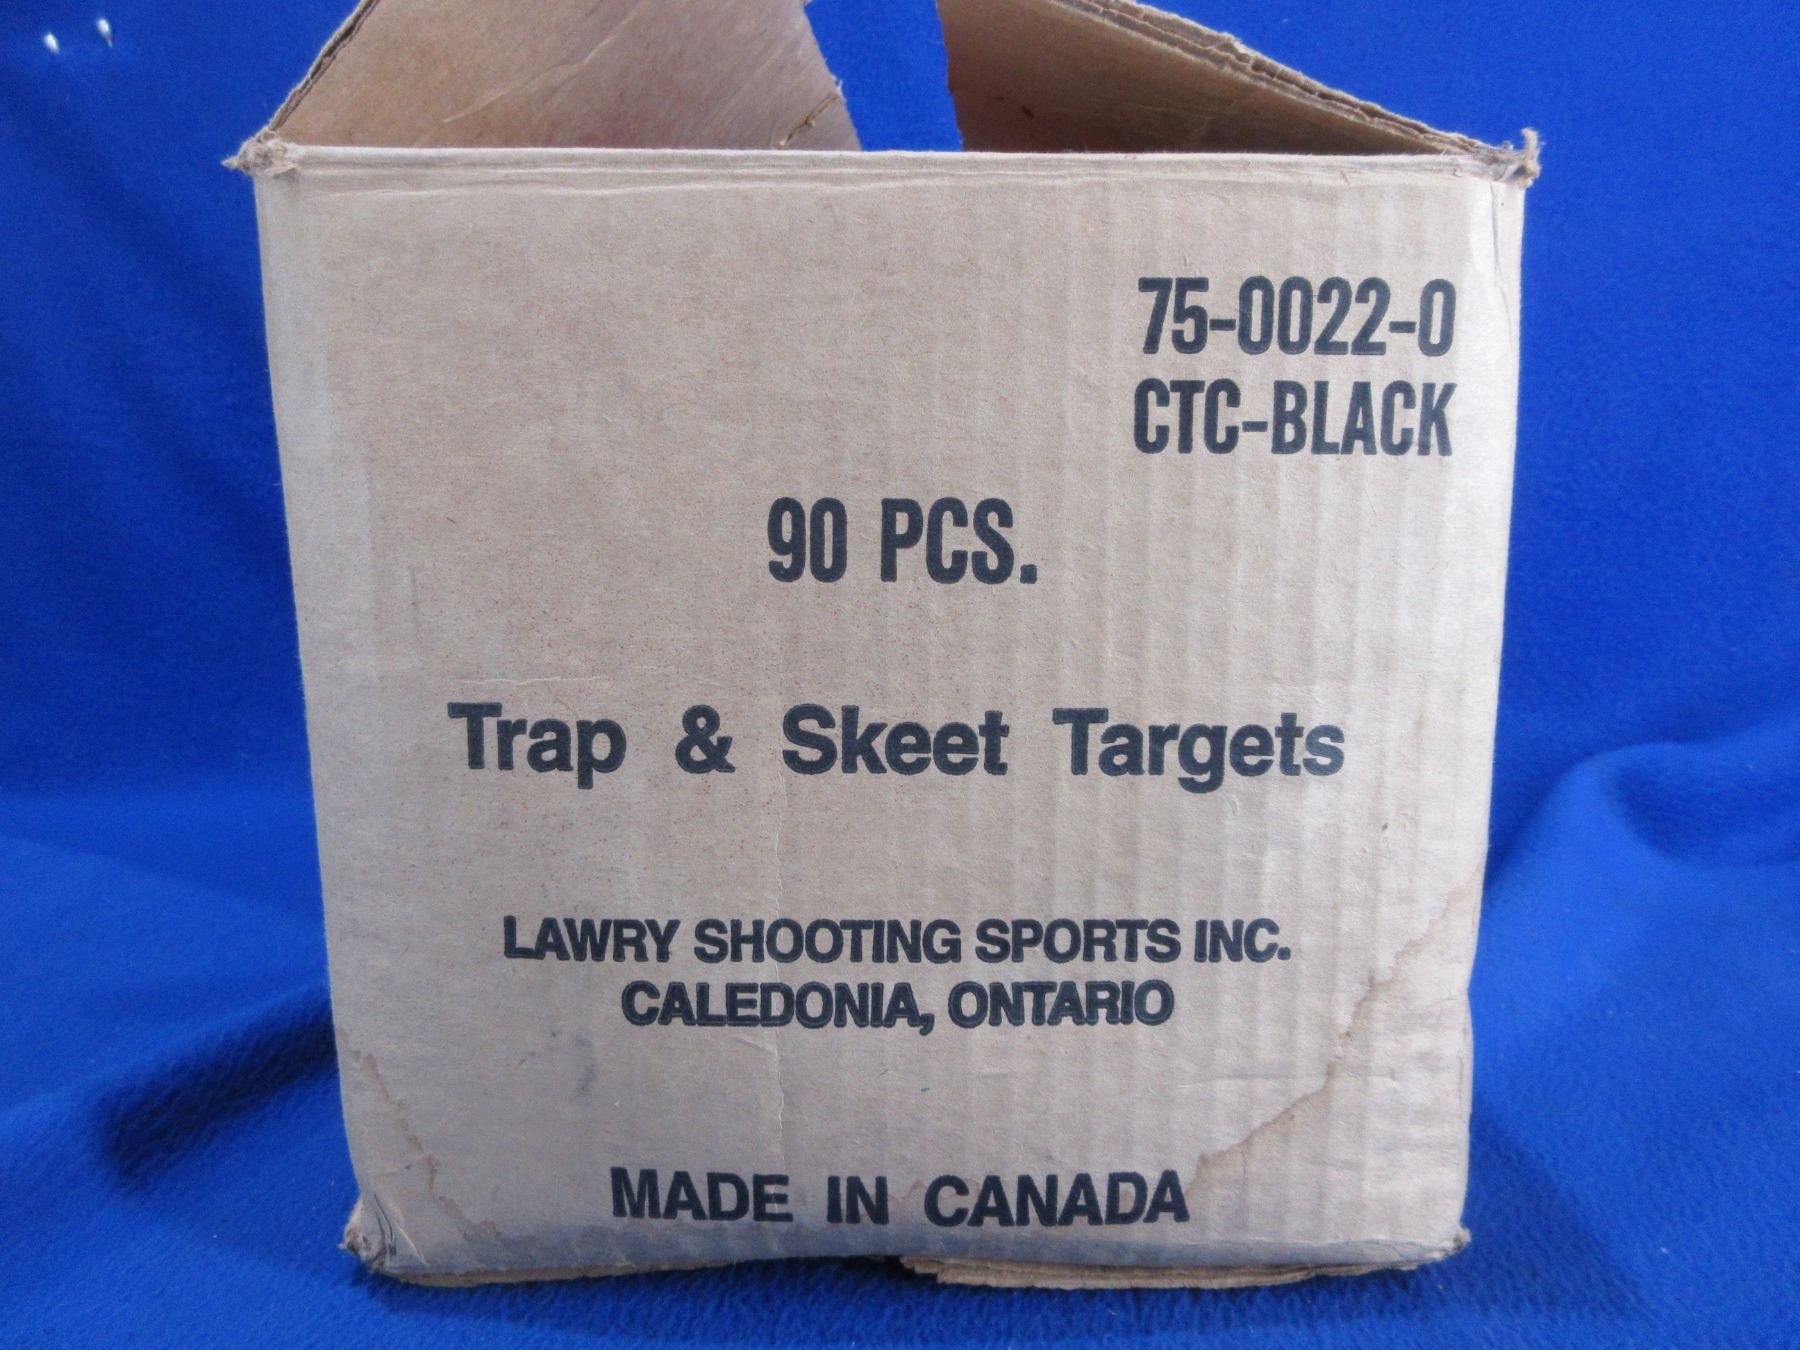 75-0022-0
CTC-BLACK
90 PCS.
Trap & Skeet Targets
LAWRY SHOOTING SPORTS INC.
CALEDONIA, ONTARIO
MADE IN CANADA